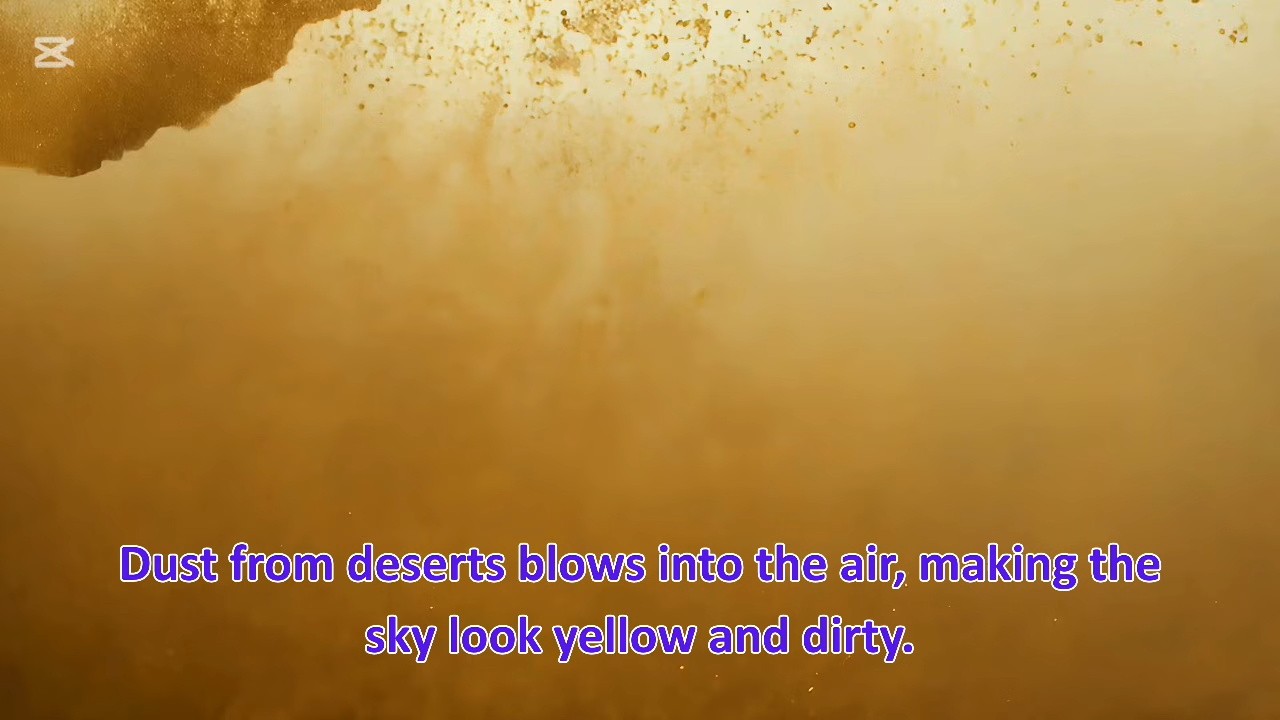 Dust from deserts blows into the air, making the
sky look yellow and dirty.